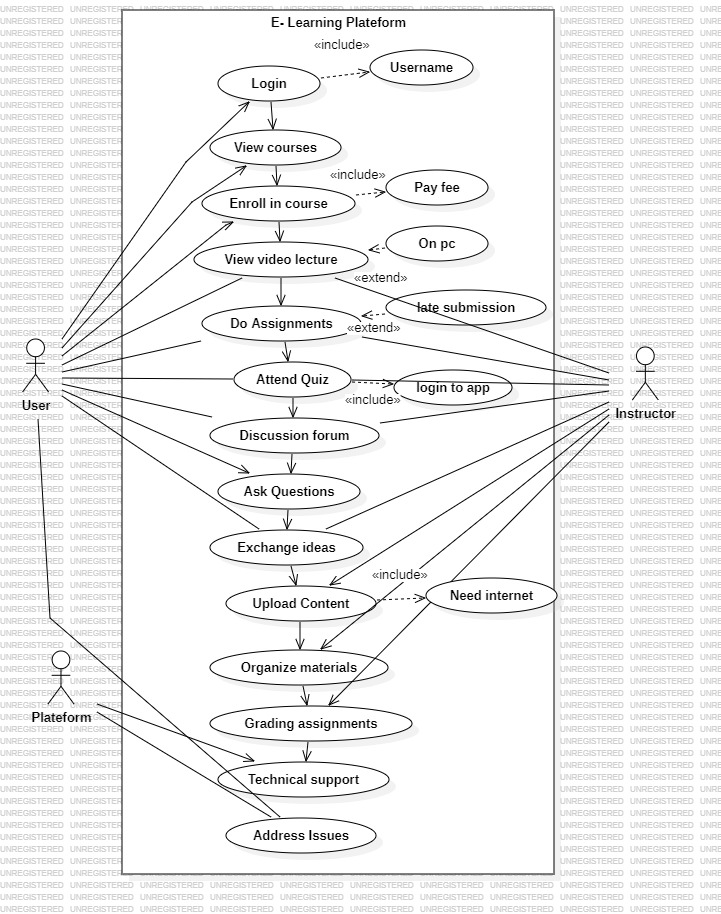 E- Learning Plateform
«include»
Username
Login
View courses
«include»
Pay fee
Enroll in course
On pc
View video lecture
«extend»
late submission
Do Assignments
«extend»
Attend Quiz
login to app
«include»
User
Instructor
Discussion forum
Ask Questions
Exchange ideas
«include»
Need internet
Upload Content
Organize materials
Plateform
Grading assignments
Technical support
Address Issues
UNREGISTERED